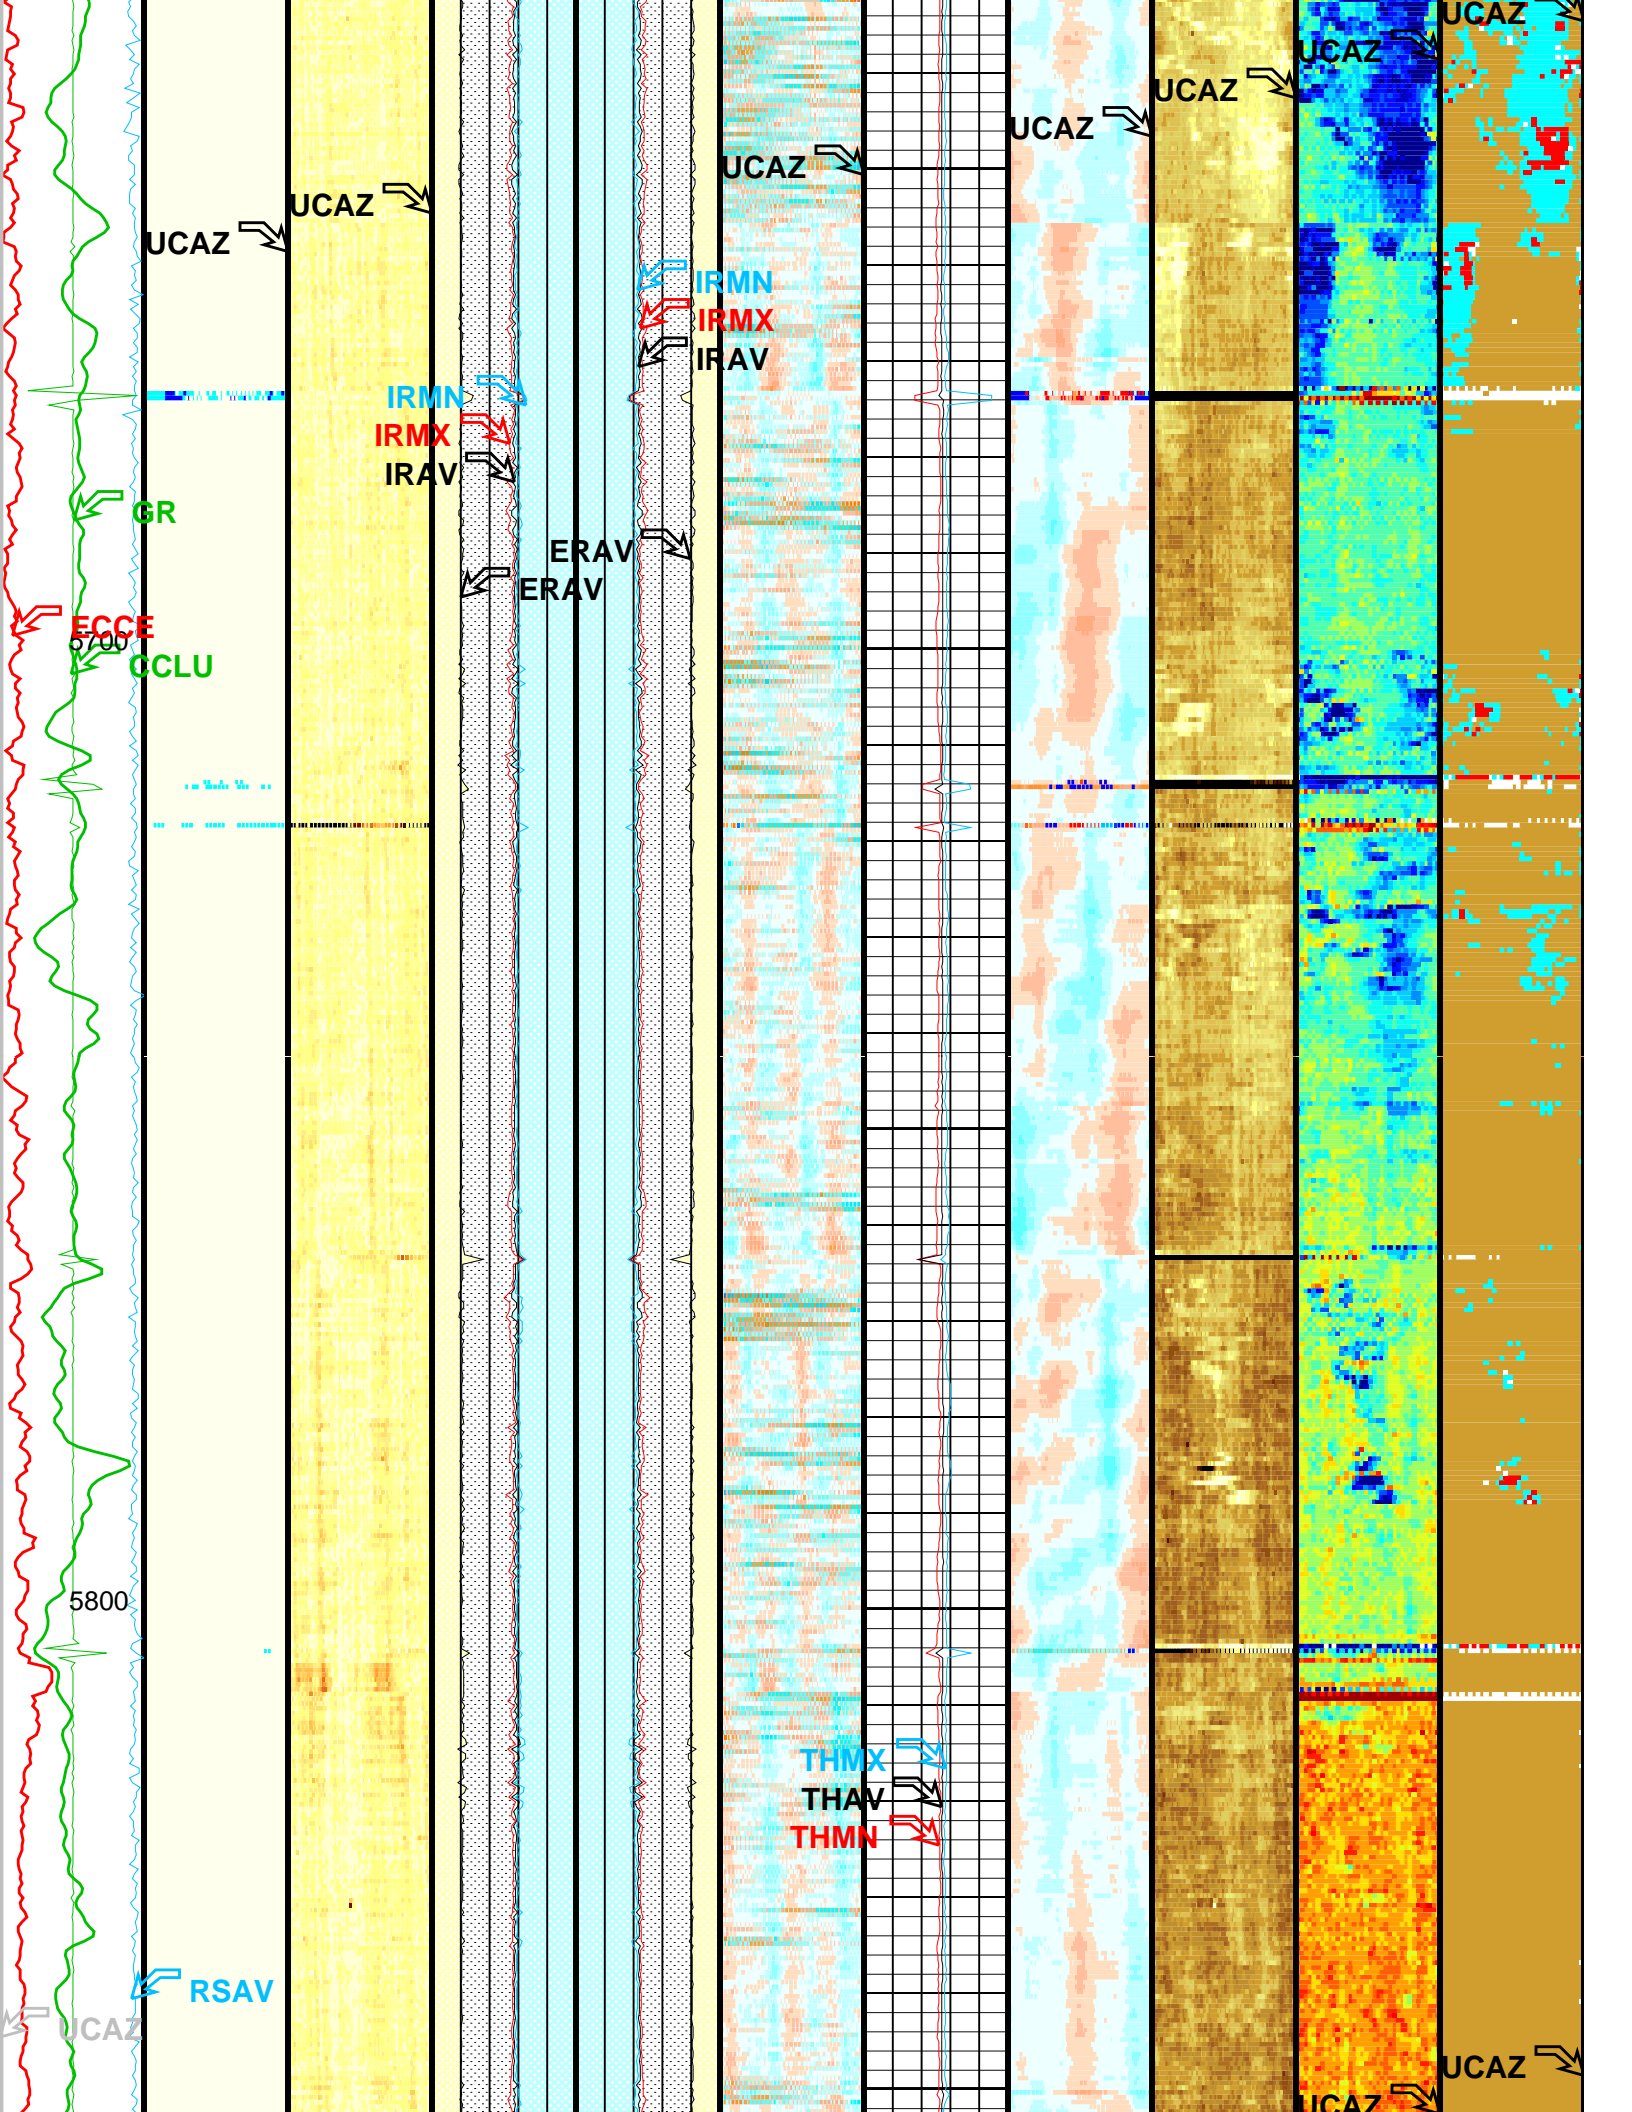 UCAZ
UCAZ
UCAZ
UCAZ
UCAZ
UCAZ
UCAZ
IRMN
IRMX
IRAV
IRMN
IRMX
IRAV
GR
ERAV
ERAV
ECCE
5700
CCLU
5800
THMX
THAV
THMN
RSAV
UCAZ
UCAZ
UCAZ